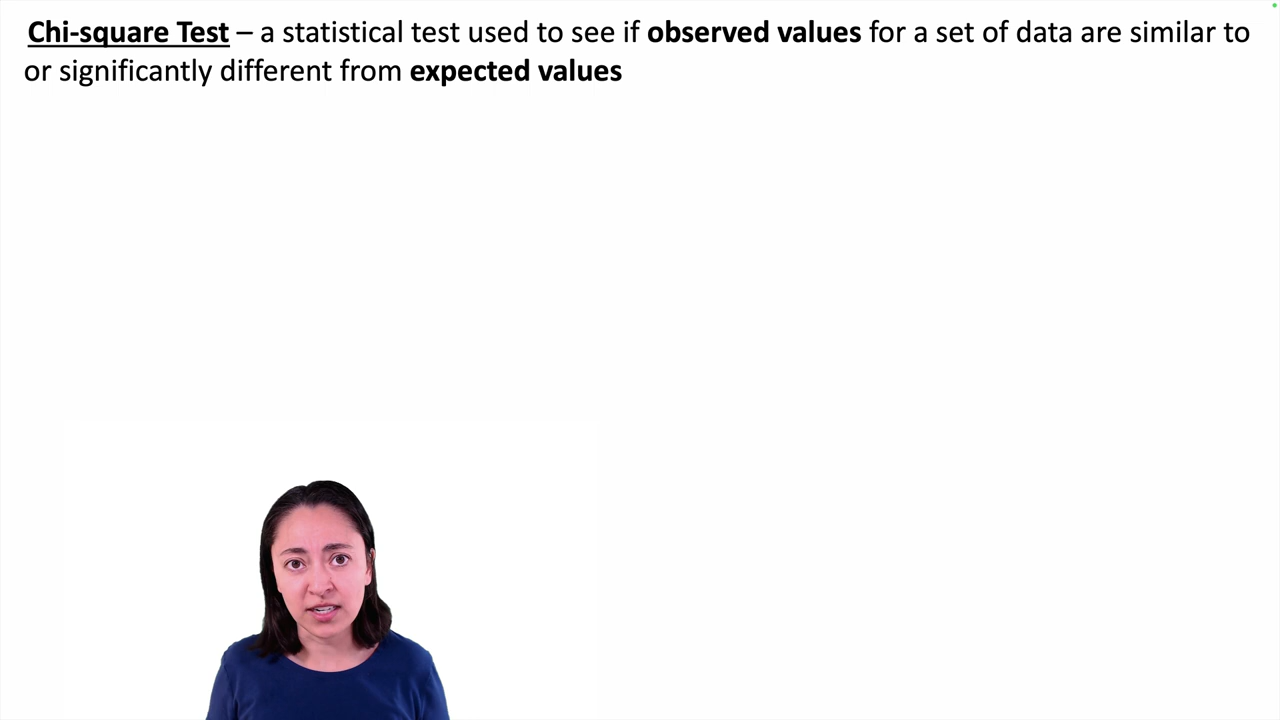 Chi-square Test – a statistical test used to see if observed values for a set of data are similar to
or significantly different from expected values